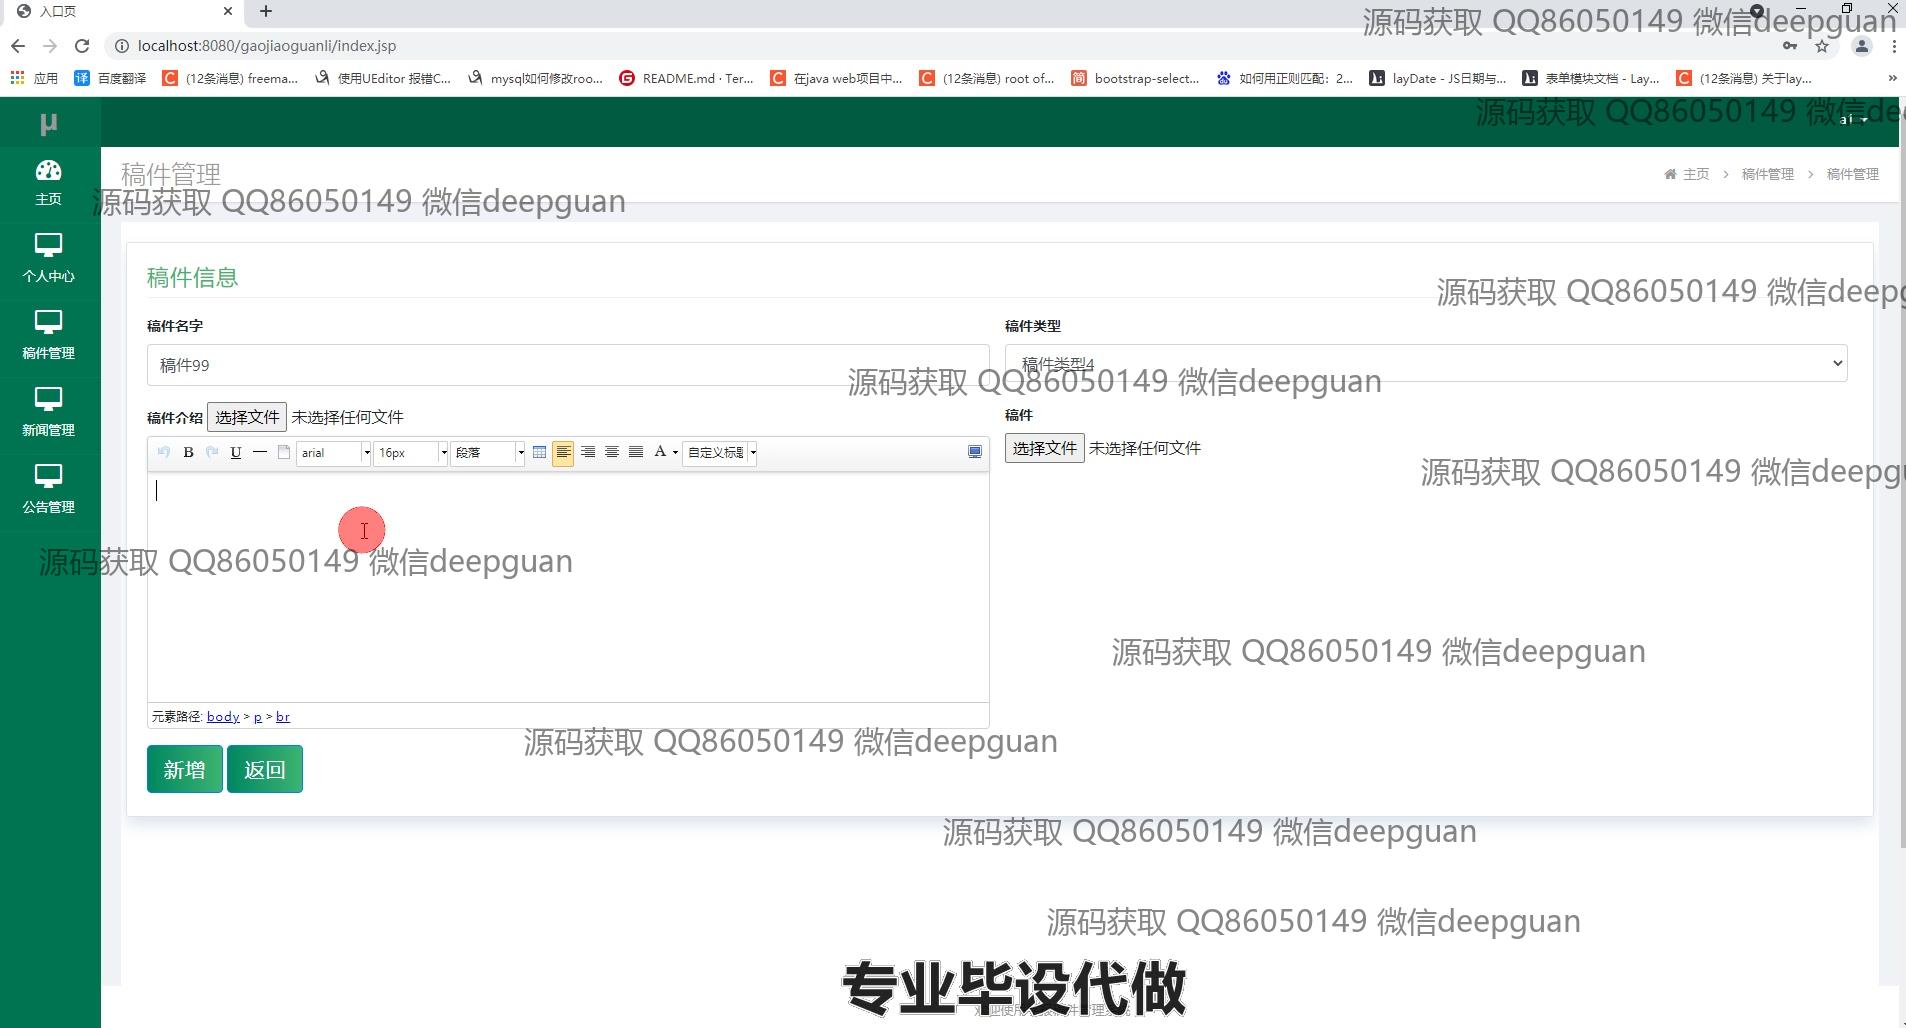 入口页
localhost:8080/gaojiaoguanli/index.jsp
应用
百度翻译
(12条消息) freema...
使用UEditor 报错C...
mysql如何修改roo...
README.md · Ter...
在java web项目中...
(12条消息) root of...
bootstrap-select...
如何用正则匹配：2...
layDate - JS日期与...
表单模块文档 - Lay...
(12条消息) 关于lay...
源码获取 QQ86050149 微信deepguan
源码获取 QQ86050149 微信dee
μ
主页
个人中心
稿件管理
新闻管理
公告管理
稿件管理
主页 > 稿件管理 > 稿件管理
源码获取 QQ86050149 微信deepguan
稿件信息
源码获取 QQ86050149 微信deepg
稿件名字
稿件类型
稿件99
稿件类型4
源码获取 QQ86050149 微信deepguan
稿件介绍 选择文件 未选择任何文件
稿件
选择文件 未选择任何文件
B U arial 16px 段落 A 自定义标题
源码获取 QQ86050149 微信deepgu
源码获取 QQ86050149 微信deepguan
源码获取 QQ86050149 微信deepguan
元素路径: body > p > br
源码获取 QQ86050149 微信deepguan
新增 返回
源码获取 QQ86050149 微信deepguan
源码获取 QQ86050149 微信deepguan
专业毕设代做